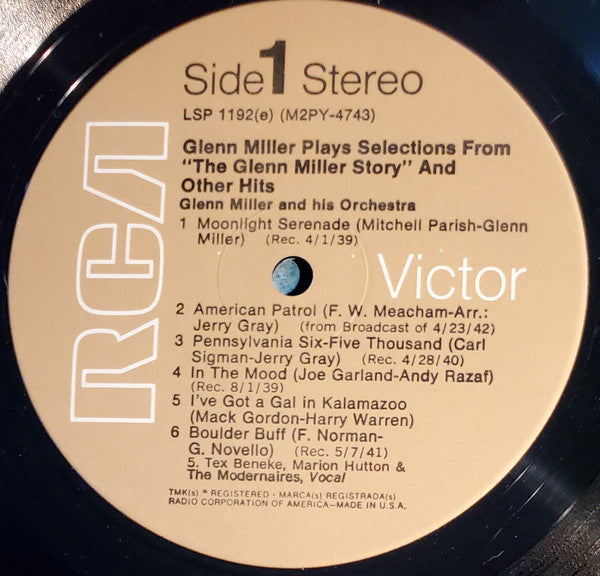 Side 1 Stereo
LSP 1192(e) (M2PY-4743)
Glenn Miller Plays Selections From
"The Glenn Miller Story" And
Other Hits
Glenn Miller and his Orchestra
1 Moonlight Serenade (Mitchell Parish-Glenn
Miller) (Rec. 4/1/39)
RCA
Victor
2 American Patrol (F. W. Meacham-Arr.:
Jerry Gray) (from Broadcast of 4/23/42)
3 Pennsylvania Six-Five Thousand (Carl
Sigman-Jerry Gray) (Rec. 4/28/40)
4 In The Mood (Joe Garland-Andy Razaf)
(Rec. 8/1/39)
5 I've Got a Gal in Kalamazoo
(Mack Gordon-Harry Warren)
6 Boulder Buff (F. Norman-
G. Novello) (Rec. 5/7/41)
5. Tex Beneke, Marion Hutton &
The Modernaires, Vocal
TMK(s) ® REGISTERED • MARCA(s) REGISTRADA(s)
RADIO CORPORATION OF AMERICA—MADE IN U.S.A.